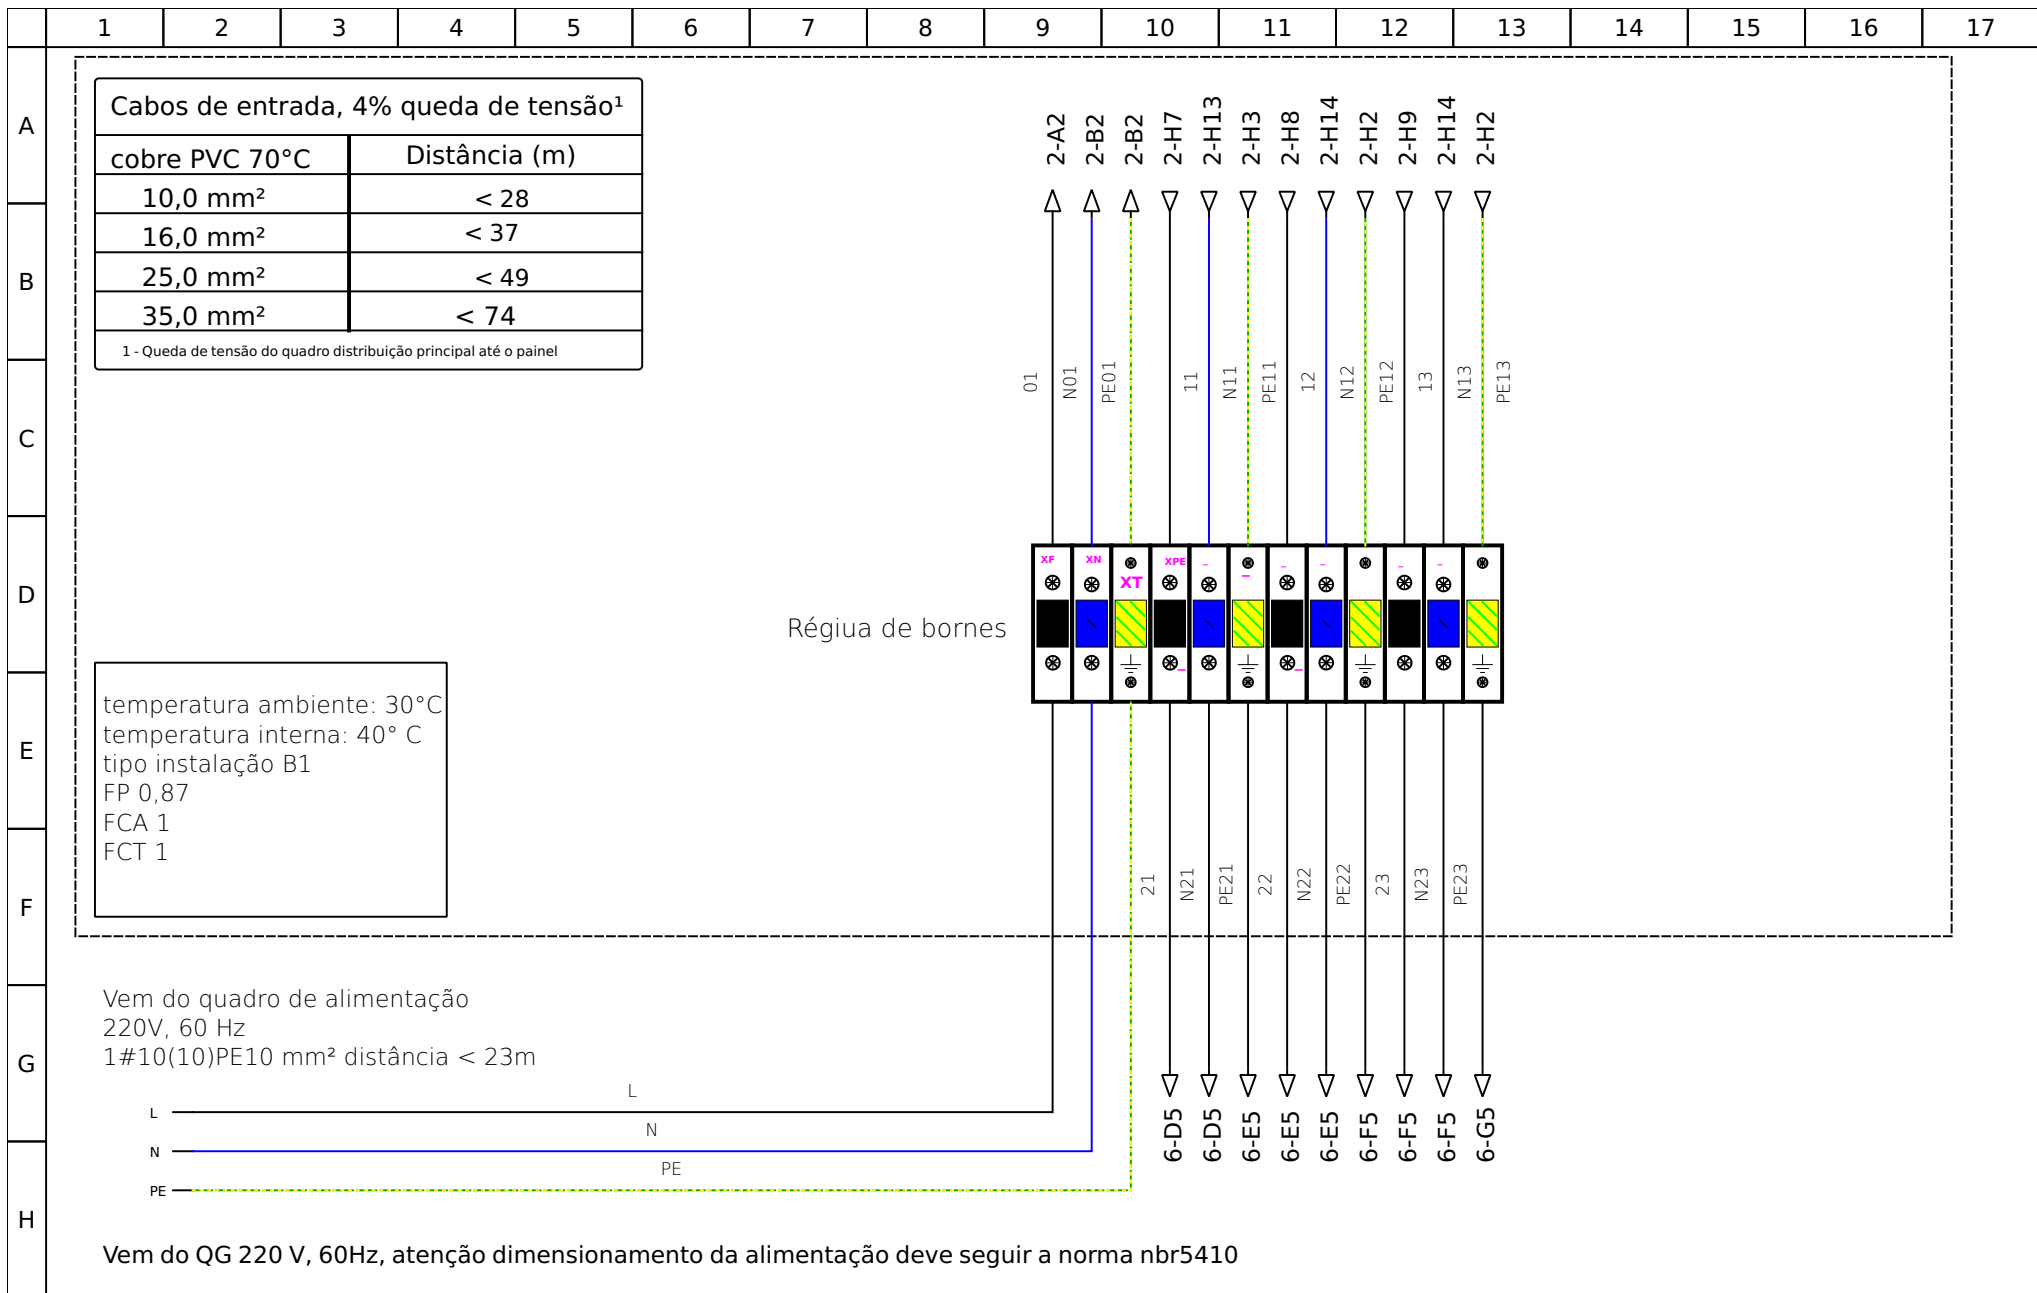 1 2 3 4 5 6 7 8 9 10 11 12 13 14 15 16 17
A
B
C
D
E
F
G
H
Cabos de entrada, 4% queda de tensão¹
cobre PVC 70°C Distância (m)
10,0 mm² < 28
16,0 mm² < 37
25,0 mm² < 49
35,0 mm² < 74
1 - Queda de tensão do quadro distribuição principal até o painel
2-A2 2-B2 2-B2 2-H7 2-H13 2-H3 2-H8 2-H14 2-H2 2-H9 2-H14 2-H2
01 N01 PE01 11 N11 PE11 12 N12 PE12 13 N13 PE13
XF XN XPE
XT
Régiua de bornes
temperatura ambiente: 30°C
temperatura interna: 40° C
tipo instalação B1
FP 0,87
FCA 1
FCT 1
21 N21 PE21 22 N22 PE22 23 N23 PE23
Vem do quadro de alimentação
220V, 60 Hz
1#10(10)PE10 mm² distância < 23m
L
L
N
N
PE
PE
6-D5 6-D5 6-E5 6-E5 6-E5 6-F5 6-F5 6-F5 6-G5
Vem do QG 220 V, 60Hz, atenção dimensionamento da alimentação deve seguir a norma nbr5410